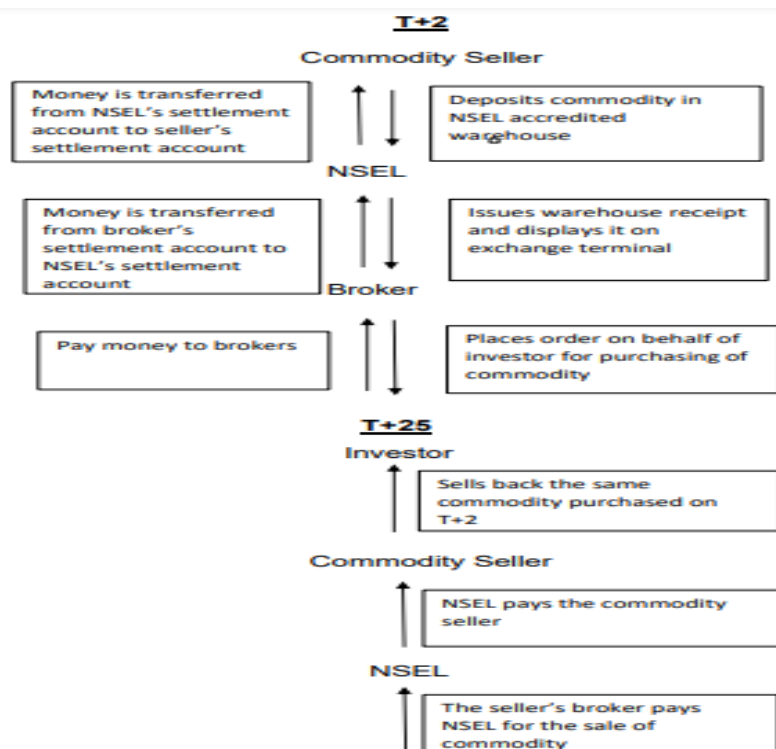 T+2
Commodity Seller
Money is transferred
from NSEL's settlement
account to seller's
settlement account
Deposits commodity in
NSEL accredited
warehouse
NSEL
Money is transferred
from broker's
settlement account to
NSEL's settlement
account
Issues warehouse receipt
and displays it on
exchange terminal
Broker
Pay money to brokers
Places order on behalf of
investor for purchasing of
commodity
T+25
Investor
Sells back the same
commodity purchased on
T+2
Commodity Seller
NSEL pays the commodity
seller
NSEL
The seller's broker pays
NSEL for the sale of
commodity